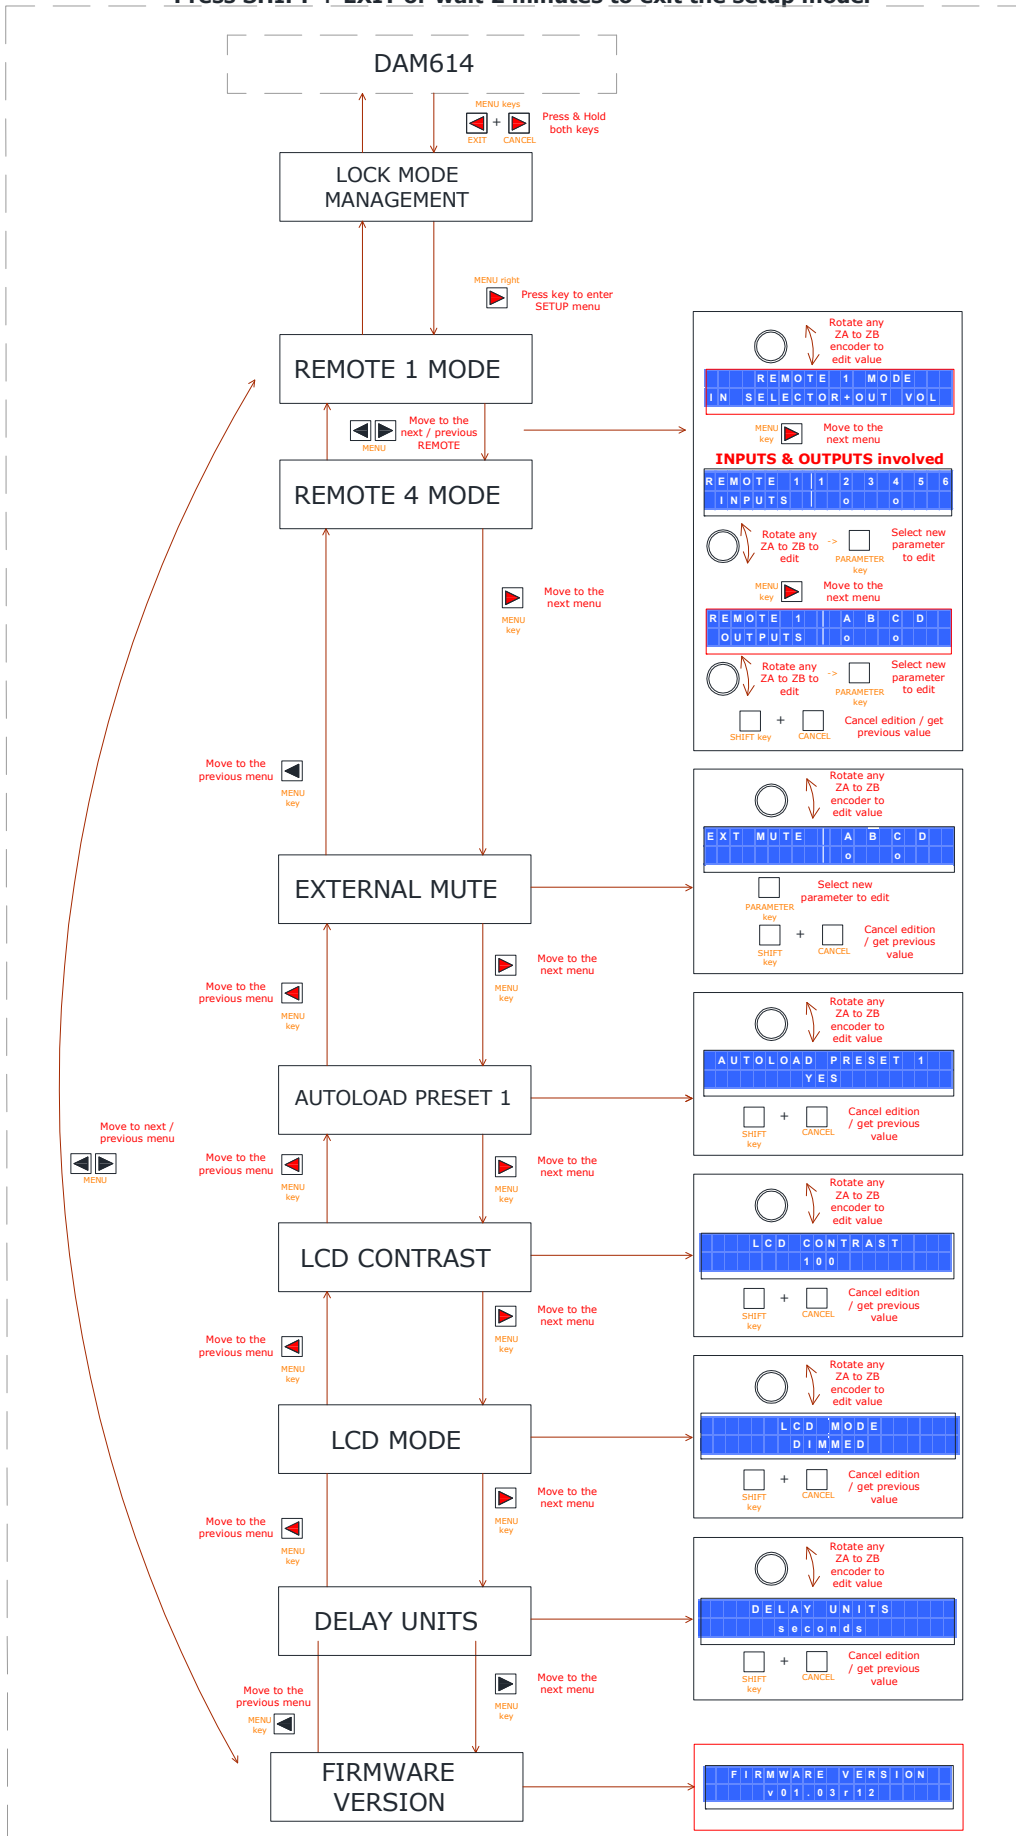 Press SHIFT + EXIT or wait 2 minutes to exit the setup mode.
DAM614
MENU keys
+
EXIT
CANCEL
Press & Hold
both keys
LOCK MODE
MANAGEMENT
MENU right
Press key to enter
SETUP menu
REMOTE 1 MODE
MENU
Move to the
next / previous
REMOTE
REMOTE 4 MODE
Rotate any
ZA to ZB
encoder to
edit value
REMOTE 1 MODE
IN SELECTOR+OUT VOL
MENU
key
Move to the
next menu
INPUTS & OUTPUTS involved
REMOTE 1 | 1 2 3 4 5 6
INPUTS | o o
Rotate any
ZA to ZB to
edit
->
PARAMETER
key
Select new
parameter
to edit
MENU
key
Move to the
next menu
REMOTE 1 | A B C D
OUTPUTS | o o
Rotate any
ZA to ZB to
edit
->
PARAMETER
key
Select new
parameter
to edit
SHIFT key
+
CANCEL
Cancel edition / get
previous value
MENU
key
Move to the
next menu
Move to the
previous menu
MENU
key
EXTERNAL MUTE
Rotate any
ZA to ZB
encoder to
edit value
EXT MUTE | A B C D
| o o
PARAMETER
key
Select new
parameter to edit
SHIFT
key
+
CANCEL
Cancel edition
/ get previous
value
Move to the
previous menu
MENU
key
MENU
key
Move to the
next menu
AUTOLOAD PRESET 1
Rotate any
ZA to ZB
encoder to
edit value
AUTOLOAD PRESET 1
YES
SHIFT
key
+
CANCEL
Cancel edition
/ get previous
value
Move to next /
previous menu
MENU
Move to the
previous menu
MENU
key
MENU
key
Move to the
next menu
LCD CONTRAST
Rotate any
ZA to ZB
encoder to
edit value
LCD CONTRAST
100
SHIFT
key
+
CANCEL
Cancel edition
/ get previous
value
Move to the
previous menu
MENU
key
MENU
key
Move to the
next menu
LCD MODE
Rotate any
ZA to ZB
encoder to
edit value
LCD MODE
DIMMED
SHIFT
key
+
CANCEL
Cancel edition
/ get previous
value
Move to the
previous menu
MENU
key
MENU
key
Move to the
next menu
DELAY UNITS
Rotate any
ZA to ZB
encoder to
edit value
DELAY UNITS
seconds
SHIFT
key
+
CANCEL
Cancel edition
/ get previous
value
Move to the
previous menu
MENU
key
MENU
key
Move to the
next menu
FIRMWARE
VERSION
FIRMWARE VERSION
v01.03r12